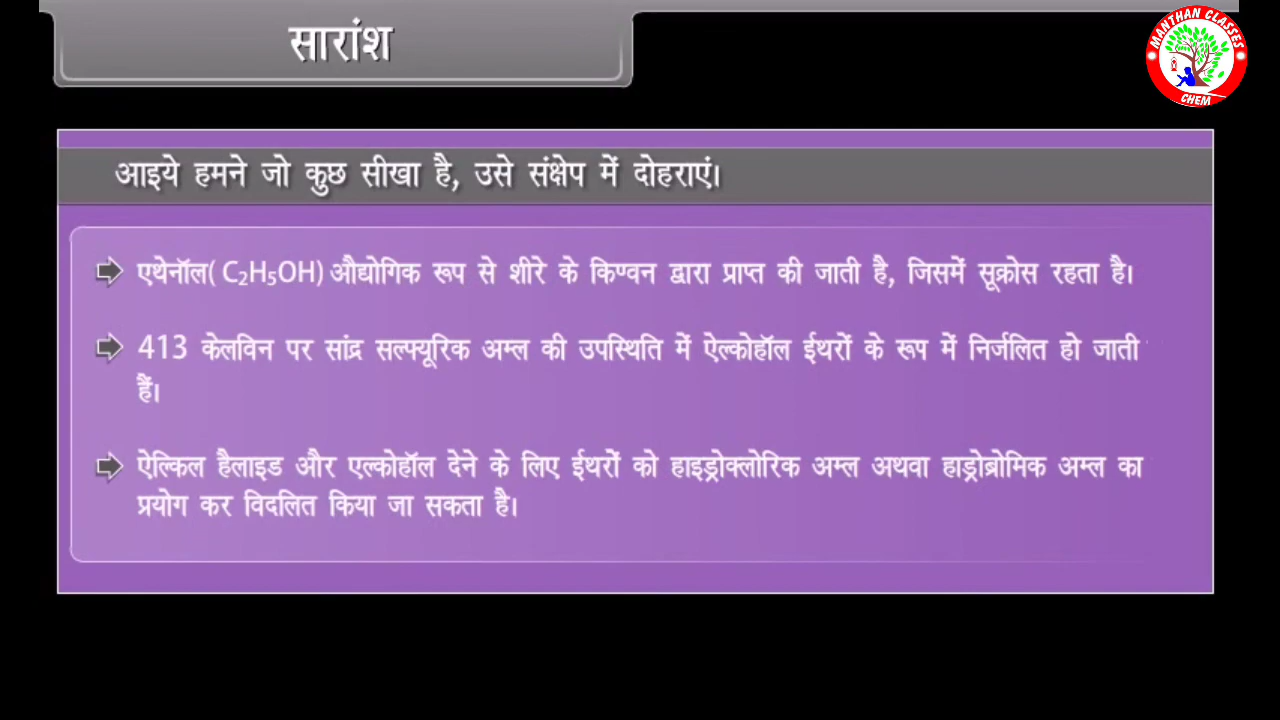 सारांश
MANTHAN CLASSES
CHEM
आइये हमने जो कुछ सीखा है, उसे संक्षेप में दोहराएं।
एथेनॉल( C₂H₅OH) औद्योगिक रूप से शीरे के किण्वन द्वारा प्राप्त की जाती है, जिसमें सूक्रोस रहता है।
413 केलविन पर सांद्र सल्फ्यूरिक अम्ल की उपस्थिति में ऐल्कोहॉल ईथरों के रूप में निर्जलित हो जाती
हैं।
ऐल्किल हैलाइड और एल्कोहॉल देने के लिए ईथरों को हाइड्रोक्लोरिक अम्ल अथवा हाड्रोब्रोमिक अम्ल का
प्रयोग कर विदलित किया जा सकता है।